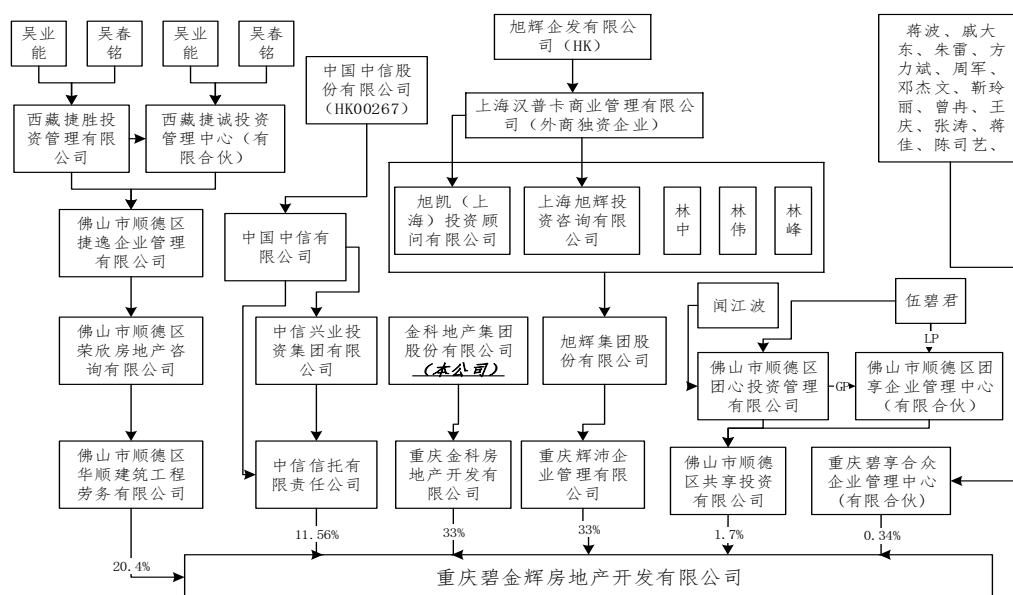 吴业
能
吴春
铭
吴业
能
吴春
铭
中国中信股
份有限公司
(HK00267)
旭辉企发有限公
司(HK)
蒋波、戚大
东、朱雷、方
力斌、周军、
邓杰文、靳玲
丽、曾冉、王
庆、张涛、蒋
佳、陈司艺、
西藏捷胜投
资管理有限
公司
西藏捷诚投资
管理中心（有
限合伙）
上海汉普卡商业管理有限公司
（外商独资企业）
旭凯（上
海）投资顾
问有限公司
上海旭辉投
资咨询有限
公司
林
中
林
伟
林
峰
佛山市顺德区
捷逸企业管理
有限公司
中国中信有
限公司
闻江波
伍碧君
佛山市顺德区
荣欣房地产咨
询有限公司
中信兴业投
资集团有限
公司
金科地产集团
股份有限公司
（本公司）
旭辉集团股
份有限公司
LP
佛山市顺德区
团心投资管理
有限公司
GP
佛山市顺德区团
享企业管理中心
（有限合伙）
佛山市顺德区
华顺建筑工程
劳务有限公司
中信信托有
限责任公司
重庆金科房
地产开发有
限公司
重庆辉沛企
业管理有限
公司
佛山市顺德
区共享投资
有限公司
重庆碧享合众
企业管理中心
(有限合伙)
20.4%
11.56%
33%
33%
1.7%
0.34%
重庆碧金辉房地产开发有限公司